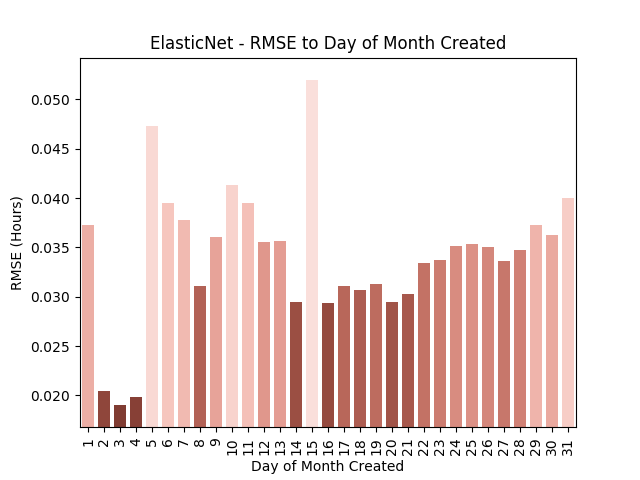 ElasticNet - RMSE to Day of Month Created
RMSE (Hours)
0.050
0.045
0.040
0.035
0.030
0.025
0.020
1 2 3 4 5 6 7 8 9 10 11 12 13 14 15 16 17 18 19 20 21 22 23 24 25 26 27 28 29 30 31
Day of Month Created